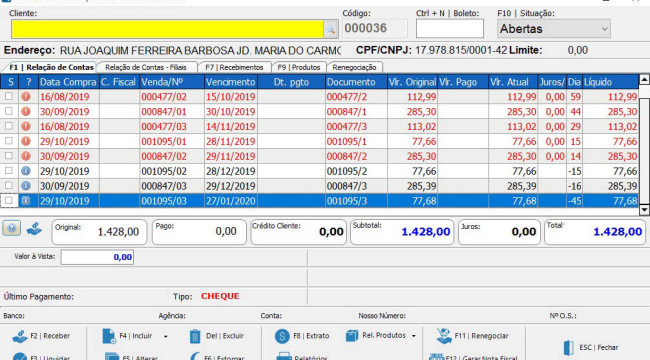 Cliente: Código: Ctrl + N | Boleto: F10 | Situação:
000036 Abertas
Endereço: RUA JOAQUIM FERREIRA BARBOSA JD. MARIA DO CARMO CPF/CNPJ: 17.978.815/0001-42 Limite: 0,00
F1 | Relação de Contas Relação de Contas - Filiais F7 | Recebimentos F9 | Produtos Renegociação
S ? Data Compra C. Fiscal Venda/Nº Vencimento Dt. pgto Documento Vlr. Original Vlr. Pago Vlr. Atual Juros/ Dia Líquido
16/08/2019 000477/02 15/10/2019 000477/2 112,99 112,99 0,00 59 112,99
30/09/2019 000847/01 30/10/2019 000847/1 285,30 285,30 0,00 44 285,30
16/08/2019 000477/03 14/11/2019 000477/3 113,02 113,02 0,00 29 113,02
29/10/2019 001095/01 28/11/2019 001095/1 77,66 77,66 0,00 15 77,66
30/09/2019 000847/02 29/11/2019 000847/2 285,30 285,30 0,00 14 285,30
29/10/2019 001095/02 28/12/2019 001095/2 77,66 77,66 -15 77,66
30/09/2019 000847/03 29/12/2019 000847/3 285,39 285,39 -16 285,39
29/10/2019 001095/03 27/01/2020 001095/3 77,68 77,68 -45 77,68
Original: 1.428,00 Pago: 0,00 Crédito Cliente: 0,00 Subtotal: 1.428,00 Juros: 0,00 Total: 1.428,00
Valor à Vista: 0,00
Último Pagamento: Tipo: CHEQUE
Banco: Agência: Conta: Nosso Número: Nº O.S.:
F2 | Receber F4 | Incluir Del | Excluir F8 | Extrato Rel. Produtos F11 | Renegociar
ESC | Fechar
F3 | Liquidar F5 | Alterar F6 | Estornar Relatórios F12 | Gerar Nota Fiscal